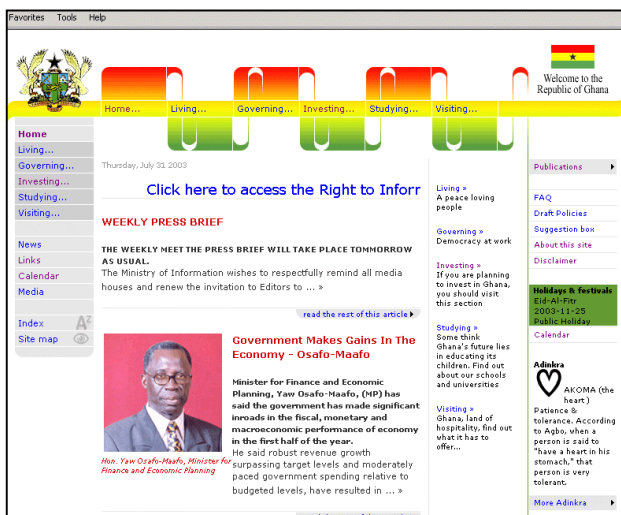 Favorites Tools Help
Welcome to the
Republic of Ghana
Home... Living... Governing... Investing... Studying... Visiting...
Home
Living...
Governing...
Investing...
Studying...
Visiting...
News
Links
Calendar
Media
Index AZ
Site map
Thursday, July 31 2003
Click here to access the Right to Inforr
WEEKLY PRESS BRIEF
THE WEEKLY MEET THE PRESS BRIEF WILL TAKE PLACE TOMMORROW
AS USUAL.
The Ministry of Information wishes to respectfully remind all media
houses and renew the invitation to Editors to ... »
read the rest of this article
Government Makes Gains In The
Economy - Osafo-Maafo
Minister for Finance and Economic
Planning, Yaw Osafo-Maafo, (MP) has
said the government has made significant
inroads in the fiscal, monetary and
macroeconomic performance of economy
in the first half of the year.
He said robust revenue growth
surpassing target levels and moderately
paced government spending relative to
budgeted levels, have resulted in ... »
Hon. Yaw Osafo-Maafo, Minister for
Finance and Economic Planning
Living »
A peace loving
people
Governing »
Democracy at work
Investing »
If you are planning
to invest in Ghana,
you should visit
this section
Studying »
Some think
Ghana's future lies
in educating its
children. Find out
about our schools
and universities
Visiting »
Ghana, land of
hospitality, find out
what it has to
offer...
Publications
FAQ
Draft Policies
Suggestion box
About this site
Disclaimer
Holidays & festivals
Eid-Al-Fitr
2003-11-25
Public Holiday
Calendar
Adinkra
AKOMA (the
heart )
Patience &
tolerance. According
to Agbo, when a
person is said to
"have a heart in his
stomach," that
person is very
tolerant.
More Adinkra